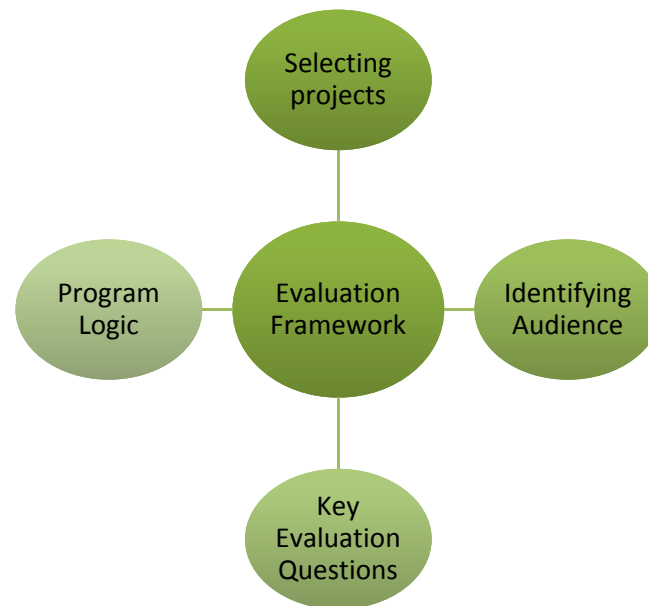 Selecting
projects
Program
Logic
Evaluation
Framework
Identifying
Audience
Key
Evaluation
Questions